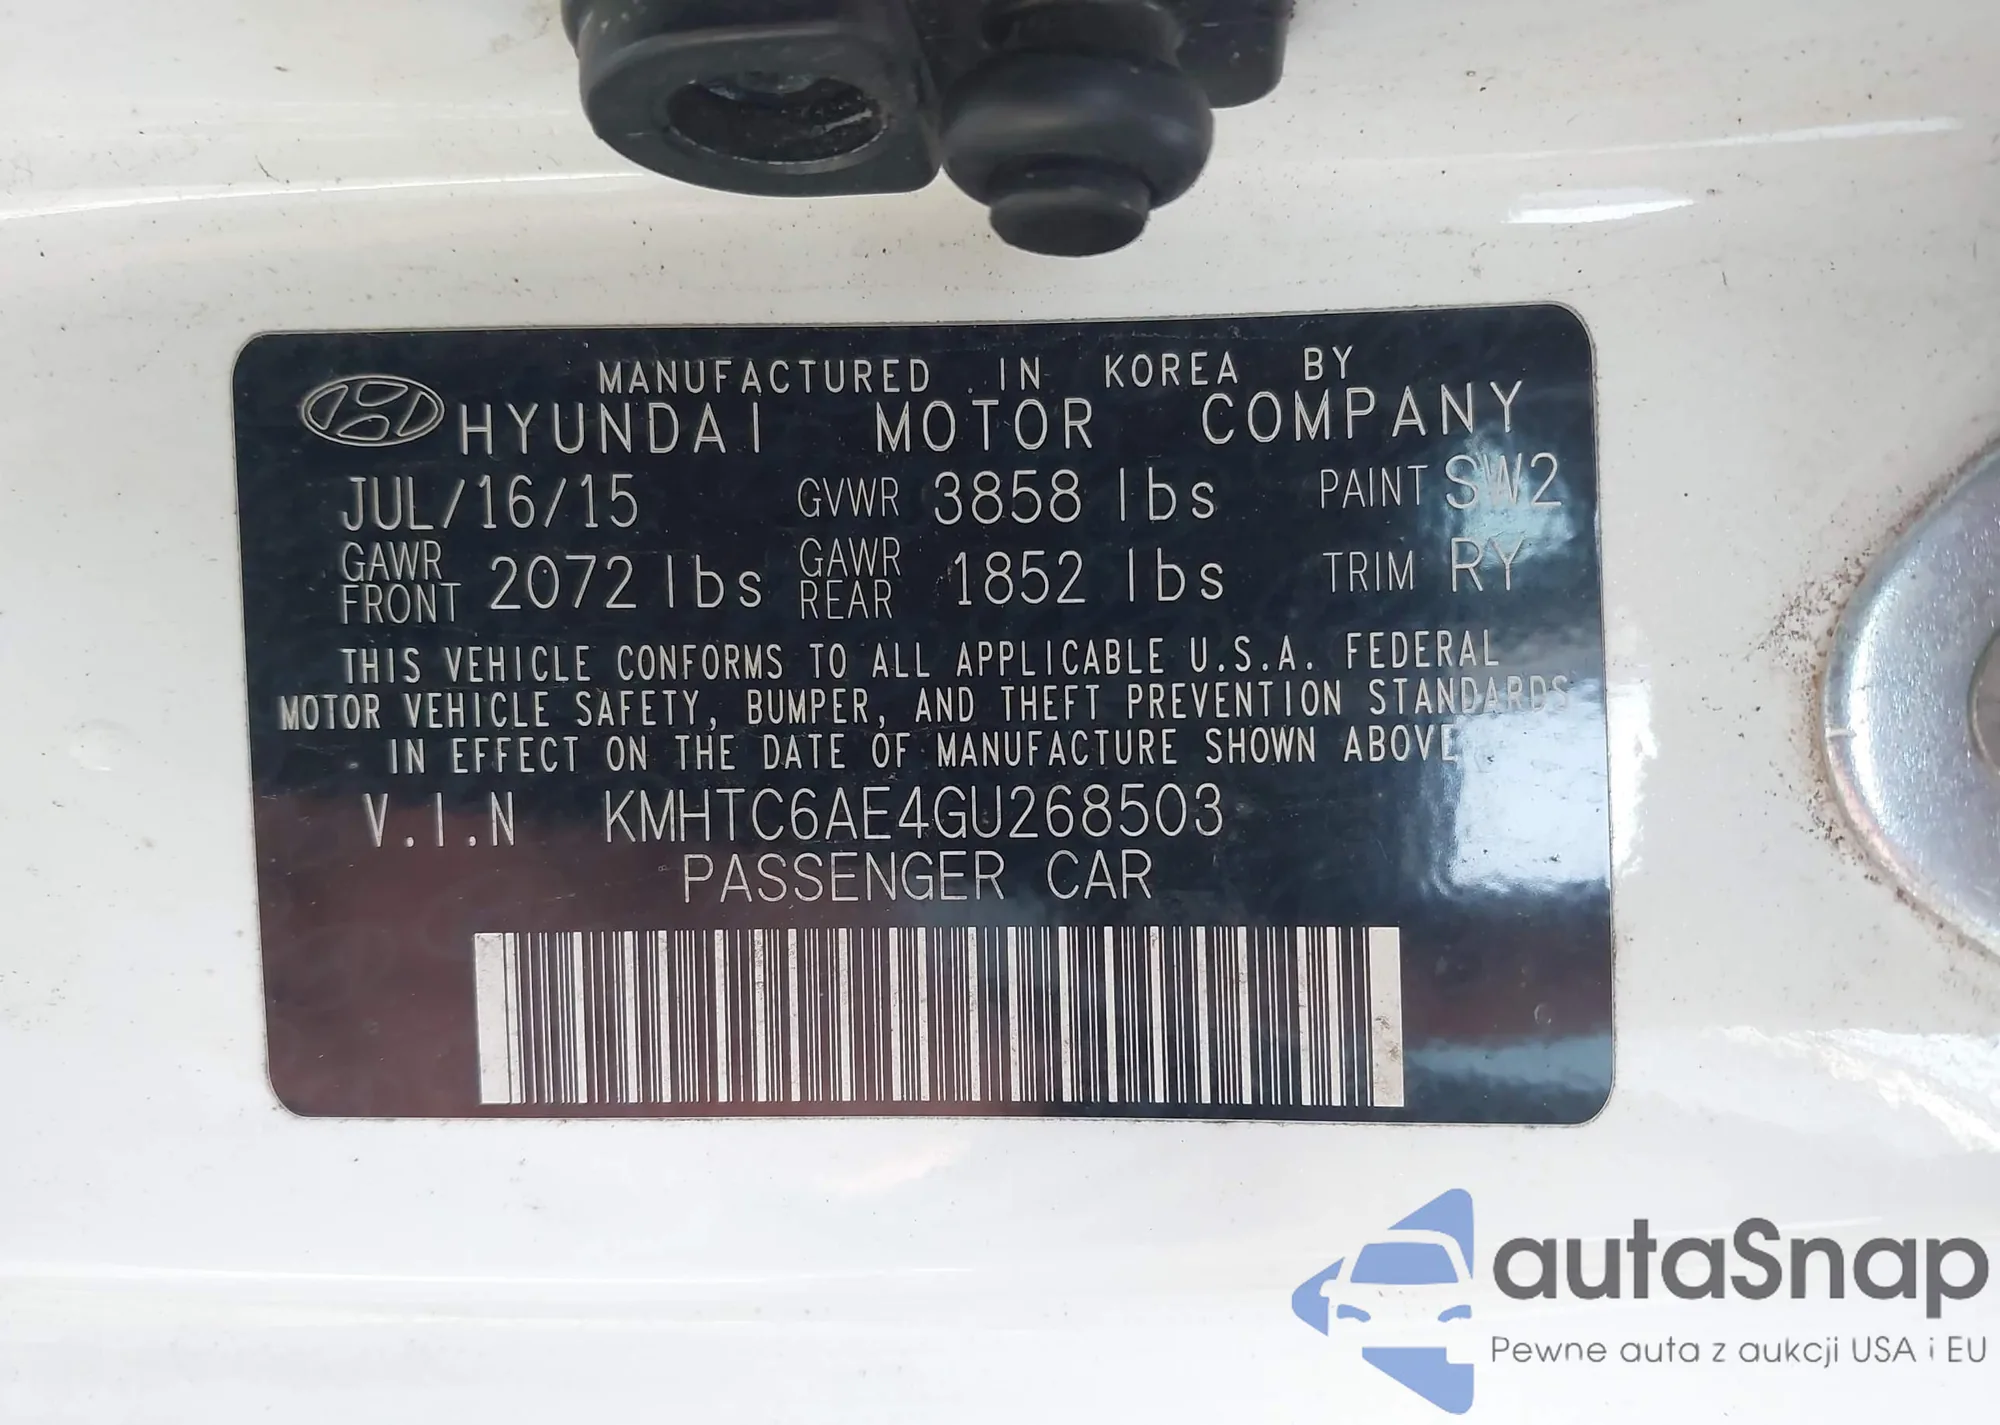 MANUFACTURED IN KOREA BY
HYUNDAI MOTOR COMPANY
JUL/16/15 GVWR 3858 lbs PAINT SW2
GAWR FRONT 2072 lbs GAWR REAR 1852 lbs TRIM RY
THIS VEHICLE CONFORMS TO ALL APPLICABLE U.S.A. FEDERAL
MOTOR VEHICLE SAFETY, BUMPER, AND THEFT PREVENTION STANDARDS
IN EFFECT ON THE DATE OF MANUFACTURE SHOWN ABOVE
V.I.N KMHTC6AE4GU268503
PASSENGER CAR
autaSnap
Pewne auta z aukcji USA i EU